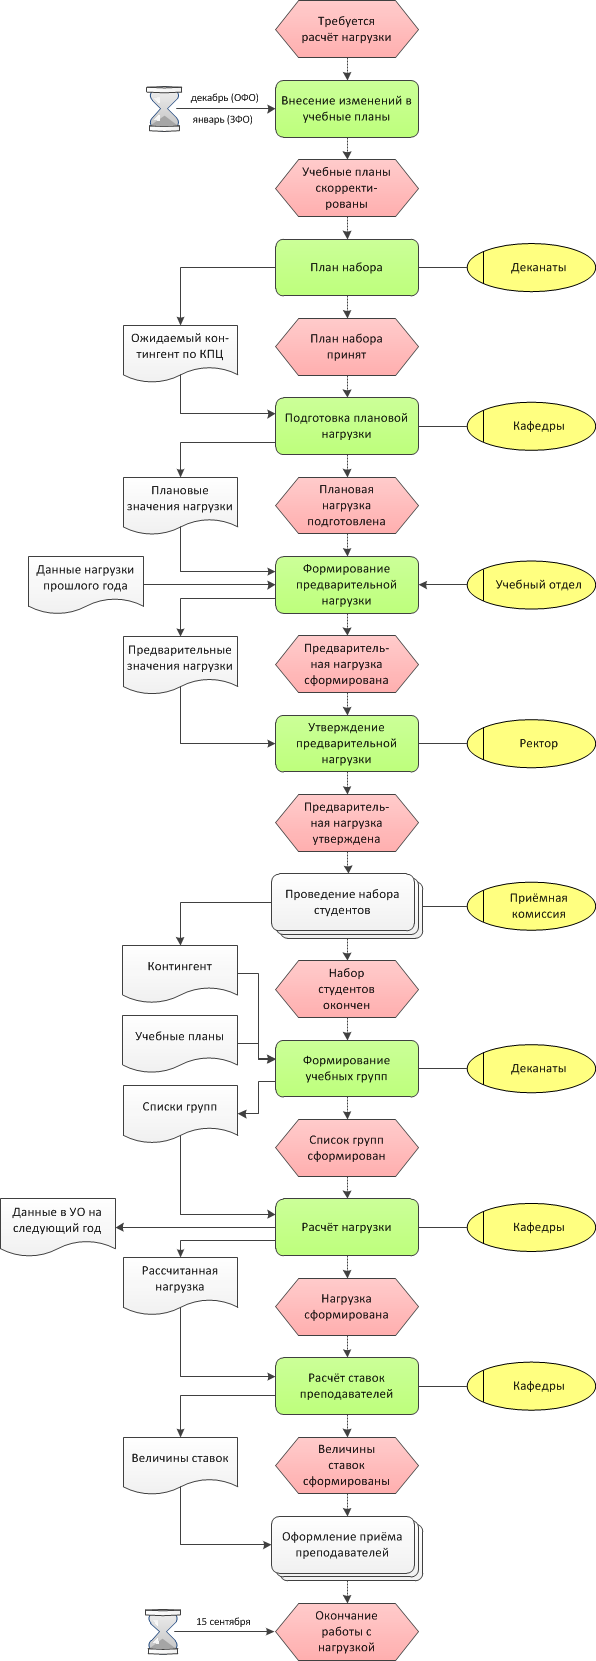 Требуется
расчёт нагрузки
декабрь (ОФО)
январь (ЗФО)
Внесение изменений в
учебные планы
Учебные планы
скорректи-
рованы
План набора
Деканаты
Ожидаемый кон-
тингент по КПЦ
План набора
принят
Подготовка плановой
нагрузки
Кафедры
Плановые
значения нагрузки
Плановая
нагрузка
подготовлена
Данные нагрузки
прошлого года
Формирование
предварительной
нагрузки
Учебный отдел
Предварительные
значения нагрузки
Предваритель-
ная нагрузка
сформирована
Утверждение
предварительной
нагрузки
Ректор
Предваритель-
ная нагрузка
утверждена
Проведение набора
студентов
Приёмная
комиссия
Контингент
Набор
студентов
окончен
Учебные планы
Формирование
учебных групп
Деканаты
Списки групп
Список групп
сформирован
Данные в УО на
следующий год
Расчёт нагрузки
Кафедры
Рассчитанная
нагрузка
Нагрузка
сформирована
Расчёт ставок
преподавателей
Кафедры
Величины ставок
Величины
ставок
сформированы
Оформление приёма
преподавателей
15 сентября
Окончание
работы с
нагрузкой